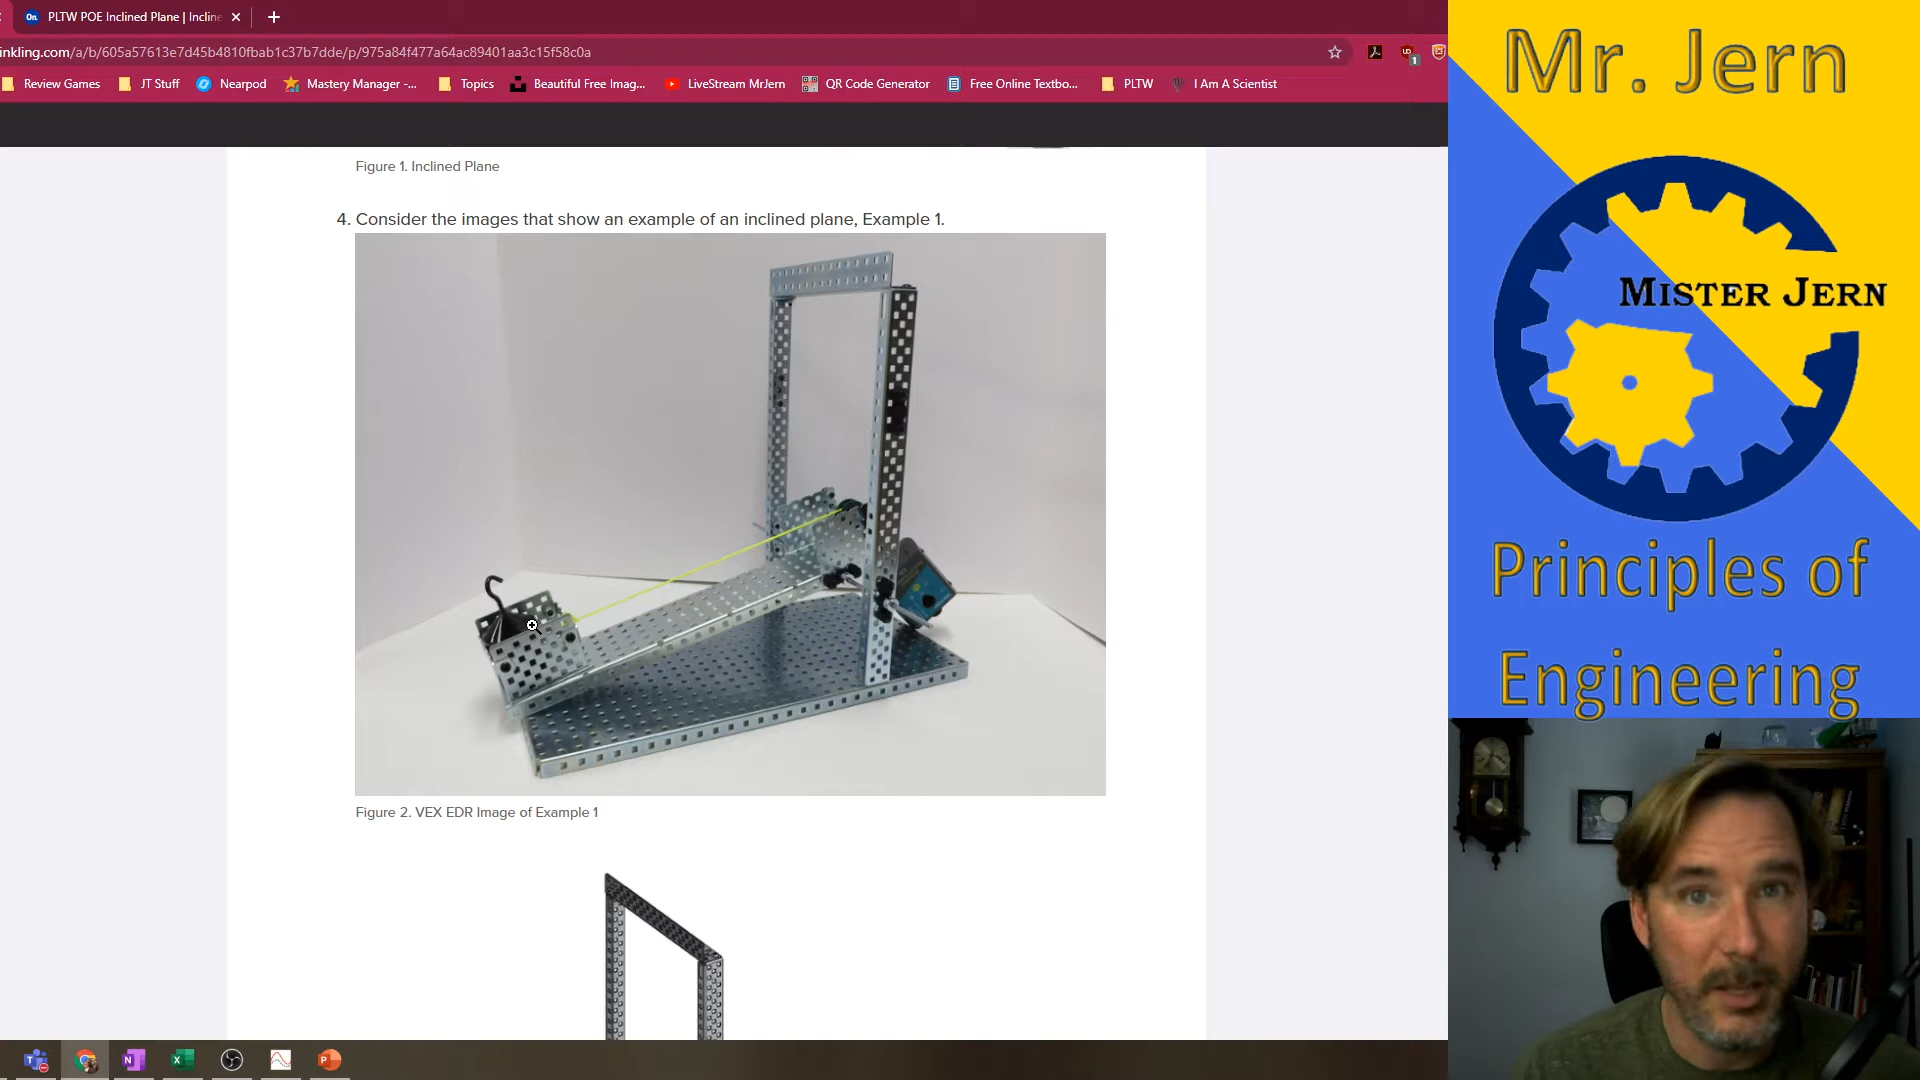 PLTW POE Inclined Plane | Incline
inkling.com/a/b/605a57613e7d45b4810fbab1c37b7dde/p/975a84f477a64ac89401aa3c15f58c0a
Review Games
JT Stuff
Nearpod
Mastery Manager -...
Topics
Beautiful Free Imag...
LiveStream MrJern
QR Code Generator
Free Online Textbo...
PLTW
I Am A Scientist
Figure 1. Inclined Plane
4. Consider the images that show an example of an inclined plane, Example 1.
Figure 2. VEX EDR Image of Example 1
Mr. Jern
MISTER JERN
Principles of
Engineering